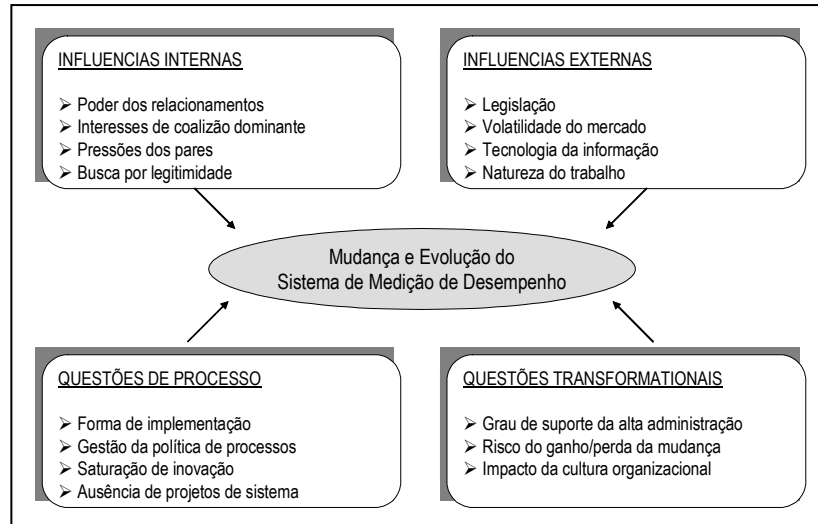 INFLUENCIAS INTERNAS
➢ Poder dos relacionamentos
➢ Interesses de coalizão dominante
➢ Pressões dos pares
➢ Busca por legitimidade
INFLUENCIAS EXTERNAS
➢ Legislação
➢ Volatilidade do mercado
➢ Tecnologia da informação
➢ Natureza do trabalho
Mudança e Evolução do
Sistema de Medição de Desempenho
QUESTÕES DE PROCESSO
➢ Forma de implementação
➢ Gestão da política de processos
➢ Saturação de inovação
➢ Ausência de projetos de sistema
QUESTÕES TRANSFORMATIONAIS
➢ Grau de suporte da alta administração
➢ Risco do ganho/perda da mudança
➢ Impacto da cultura organizacional